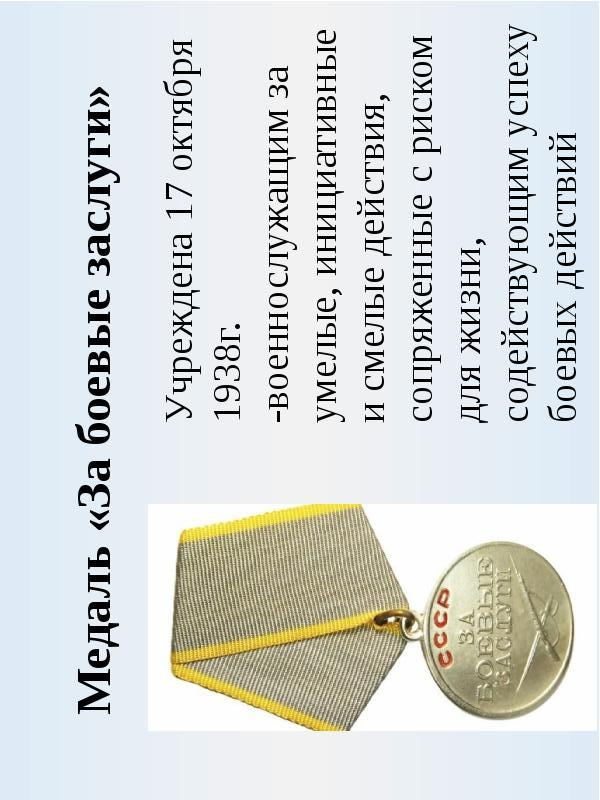 Медаль «За боевые заслуги»
Учреждена 17 октября
1938г.
-военнослужащим за
умелые, инициативные
и смелые действия,
сопряженные с риском
для жизни,
содействующим успеху
боевых действий
СССР
ЗА
БОЕВЫЕ
ЗАСЛУГИ